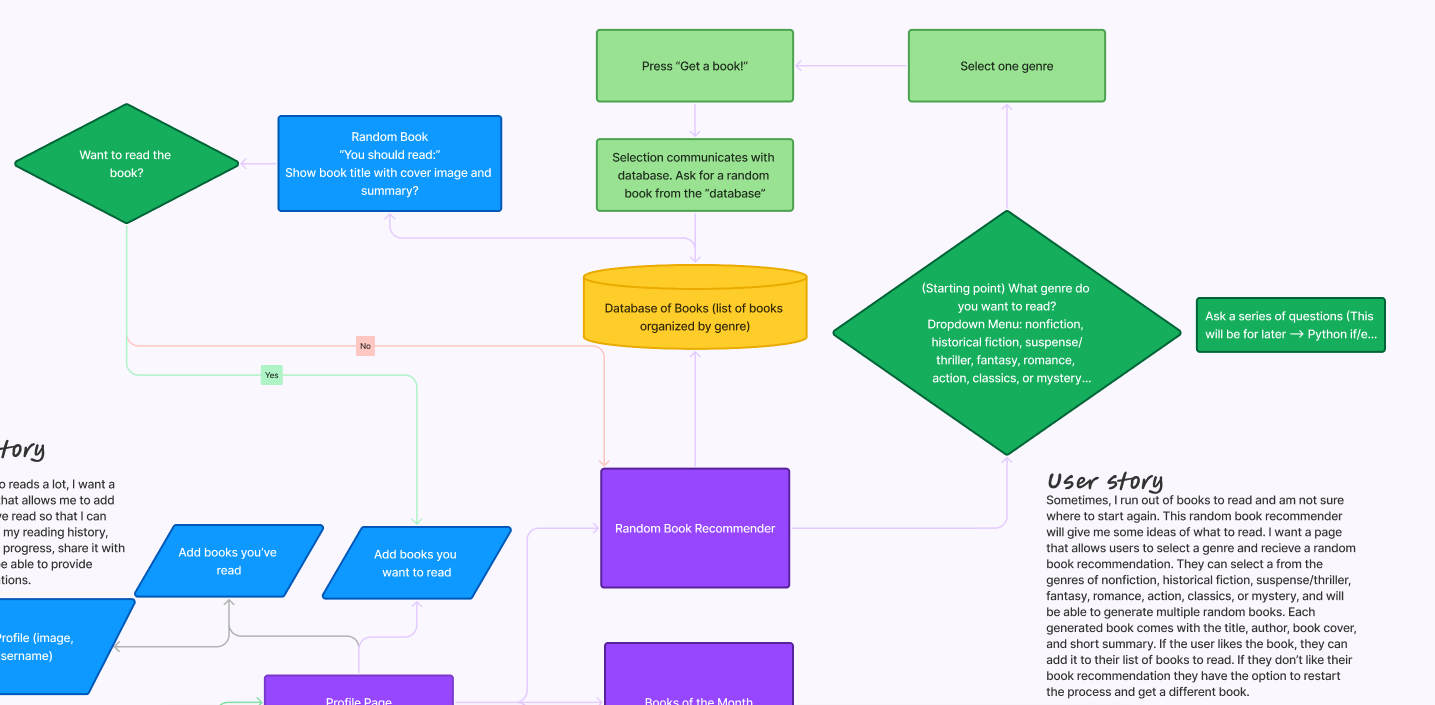 Press “Get a book!”
Select one genre
Want to read the
book?
Random Book
“You should read:”
Show book title with cover image and
summary?
Selection communicates with
database. Ask for a random
book from the “database”
Database of Books (list of books
organized by genre)
(Starting point) What genre do
you want to read?
Dropdown Menu: nonfiction,
historical fiction, suspense/
thriller, fantasy, romance,
action, classics, or mystery...
Ask a series of questions (This
will be for later → Python if/e...
No
Yes
tory
o reads a lot, I want a
hat allows me to add
ve read so that I can
my reading history,
progress, share it with
be able to provide
tions.
Add books you’ve
read
Add books you
want to read
Random Book Recommender
Profile (image,
sername)
Profile Page
Books of the Month
User story
Sometimes, I run out of books to read and am not sure
where to start again. This random book recommender
will give me some ideas of what to read. I want a page
that allows users to select a genre and recieve a random
book recommendation. They can select a from the
genres of nonfiction, historical fiction, suspense/thriller,
fantasy, romance, action, classics, or mystery, and will
be able to generate multiple random books. Each
generated book comes with the title, author, book cover,
and short summary. If the user likes the book, they can
add it to their list of books to read. If they don’t like their
book recommendation they have the option to restart
the process and get a different book.